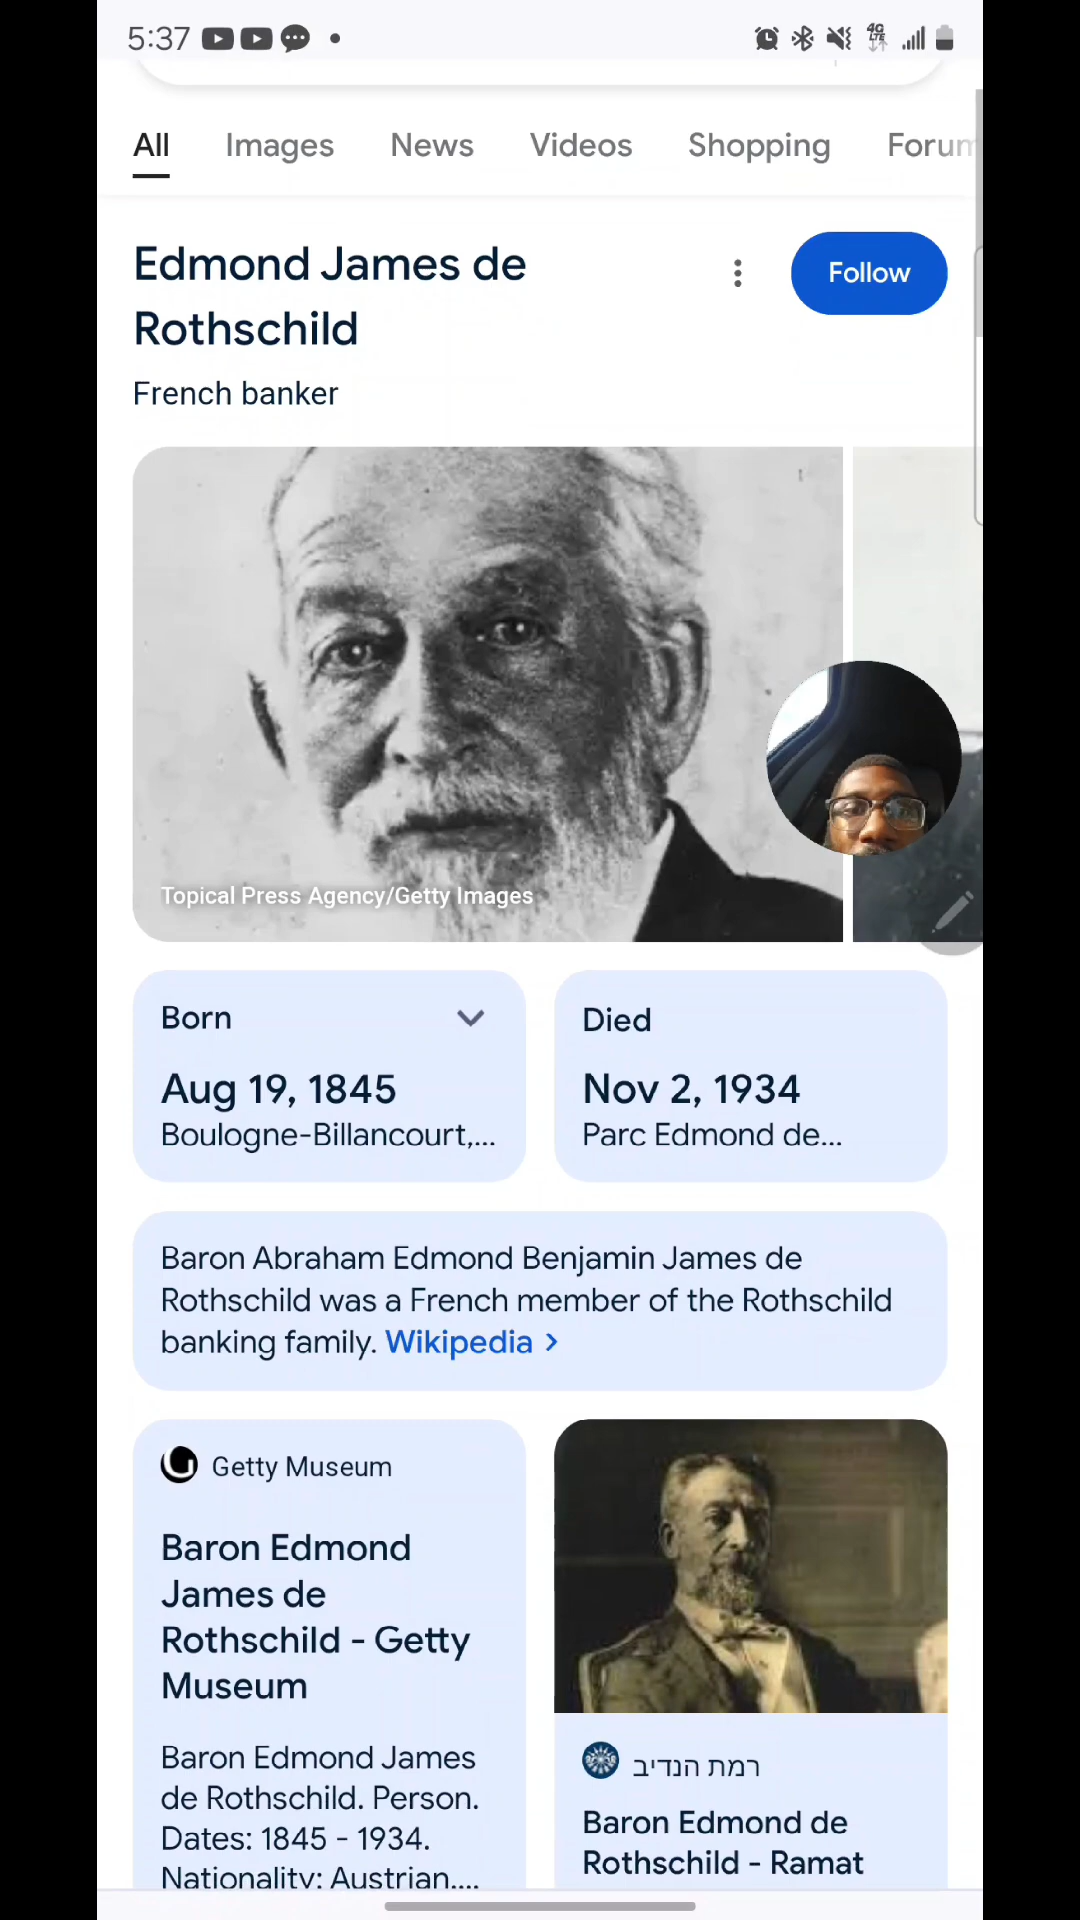 5:37
4G LTE
All Images News Videos Shopping Forum
Edmond James de
Rothschild
Follow
French banker
Topical Press Agency/Getty Images
Born
Aug 19, 1845
Boulogne-Billancourt,...
Died
Nov 2, 1934
Parc Edmond de...
Baron Abraham Edmond Benjamin James de
Rothschild was a French member of the Rothschild
banking family. Wikipedia >
Getty Museum
Baron Edmond
James de
Rothschild - Getty
Museum
Baron Edmond James
de Rothschild. Person.
Dates: 1845 - 1934.
Nationality: Austrian....
רמת הנדיב
Baron Edmond de
Rothschild - Ramat